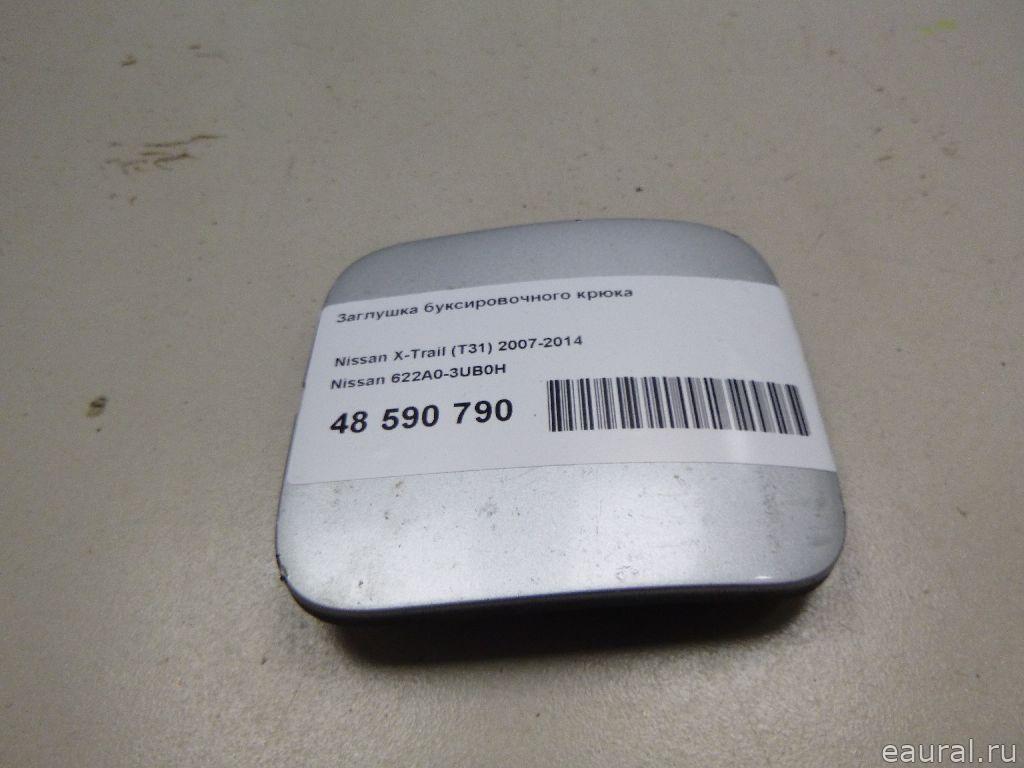 Заглушка буксировочного крюка
Nissan X-Trail (T31) 2007-2014
Nissan 622A0-3UB0H
48 590 790
eaural.ru